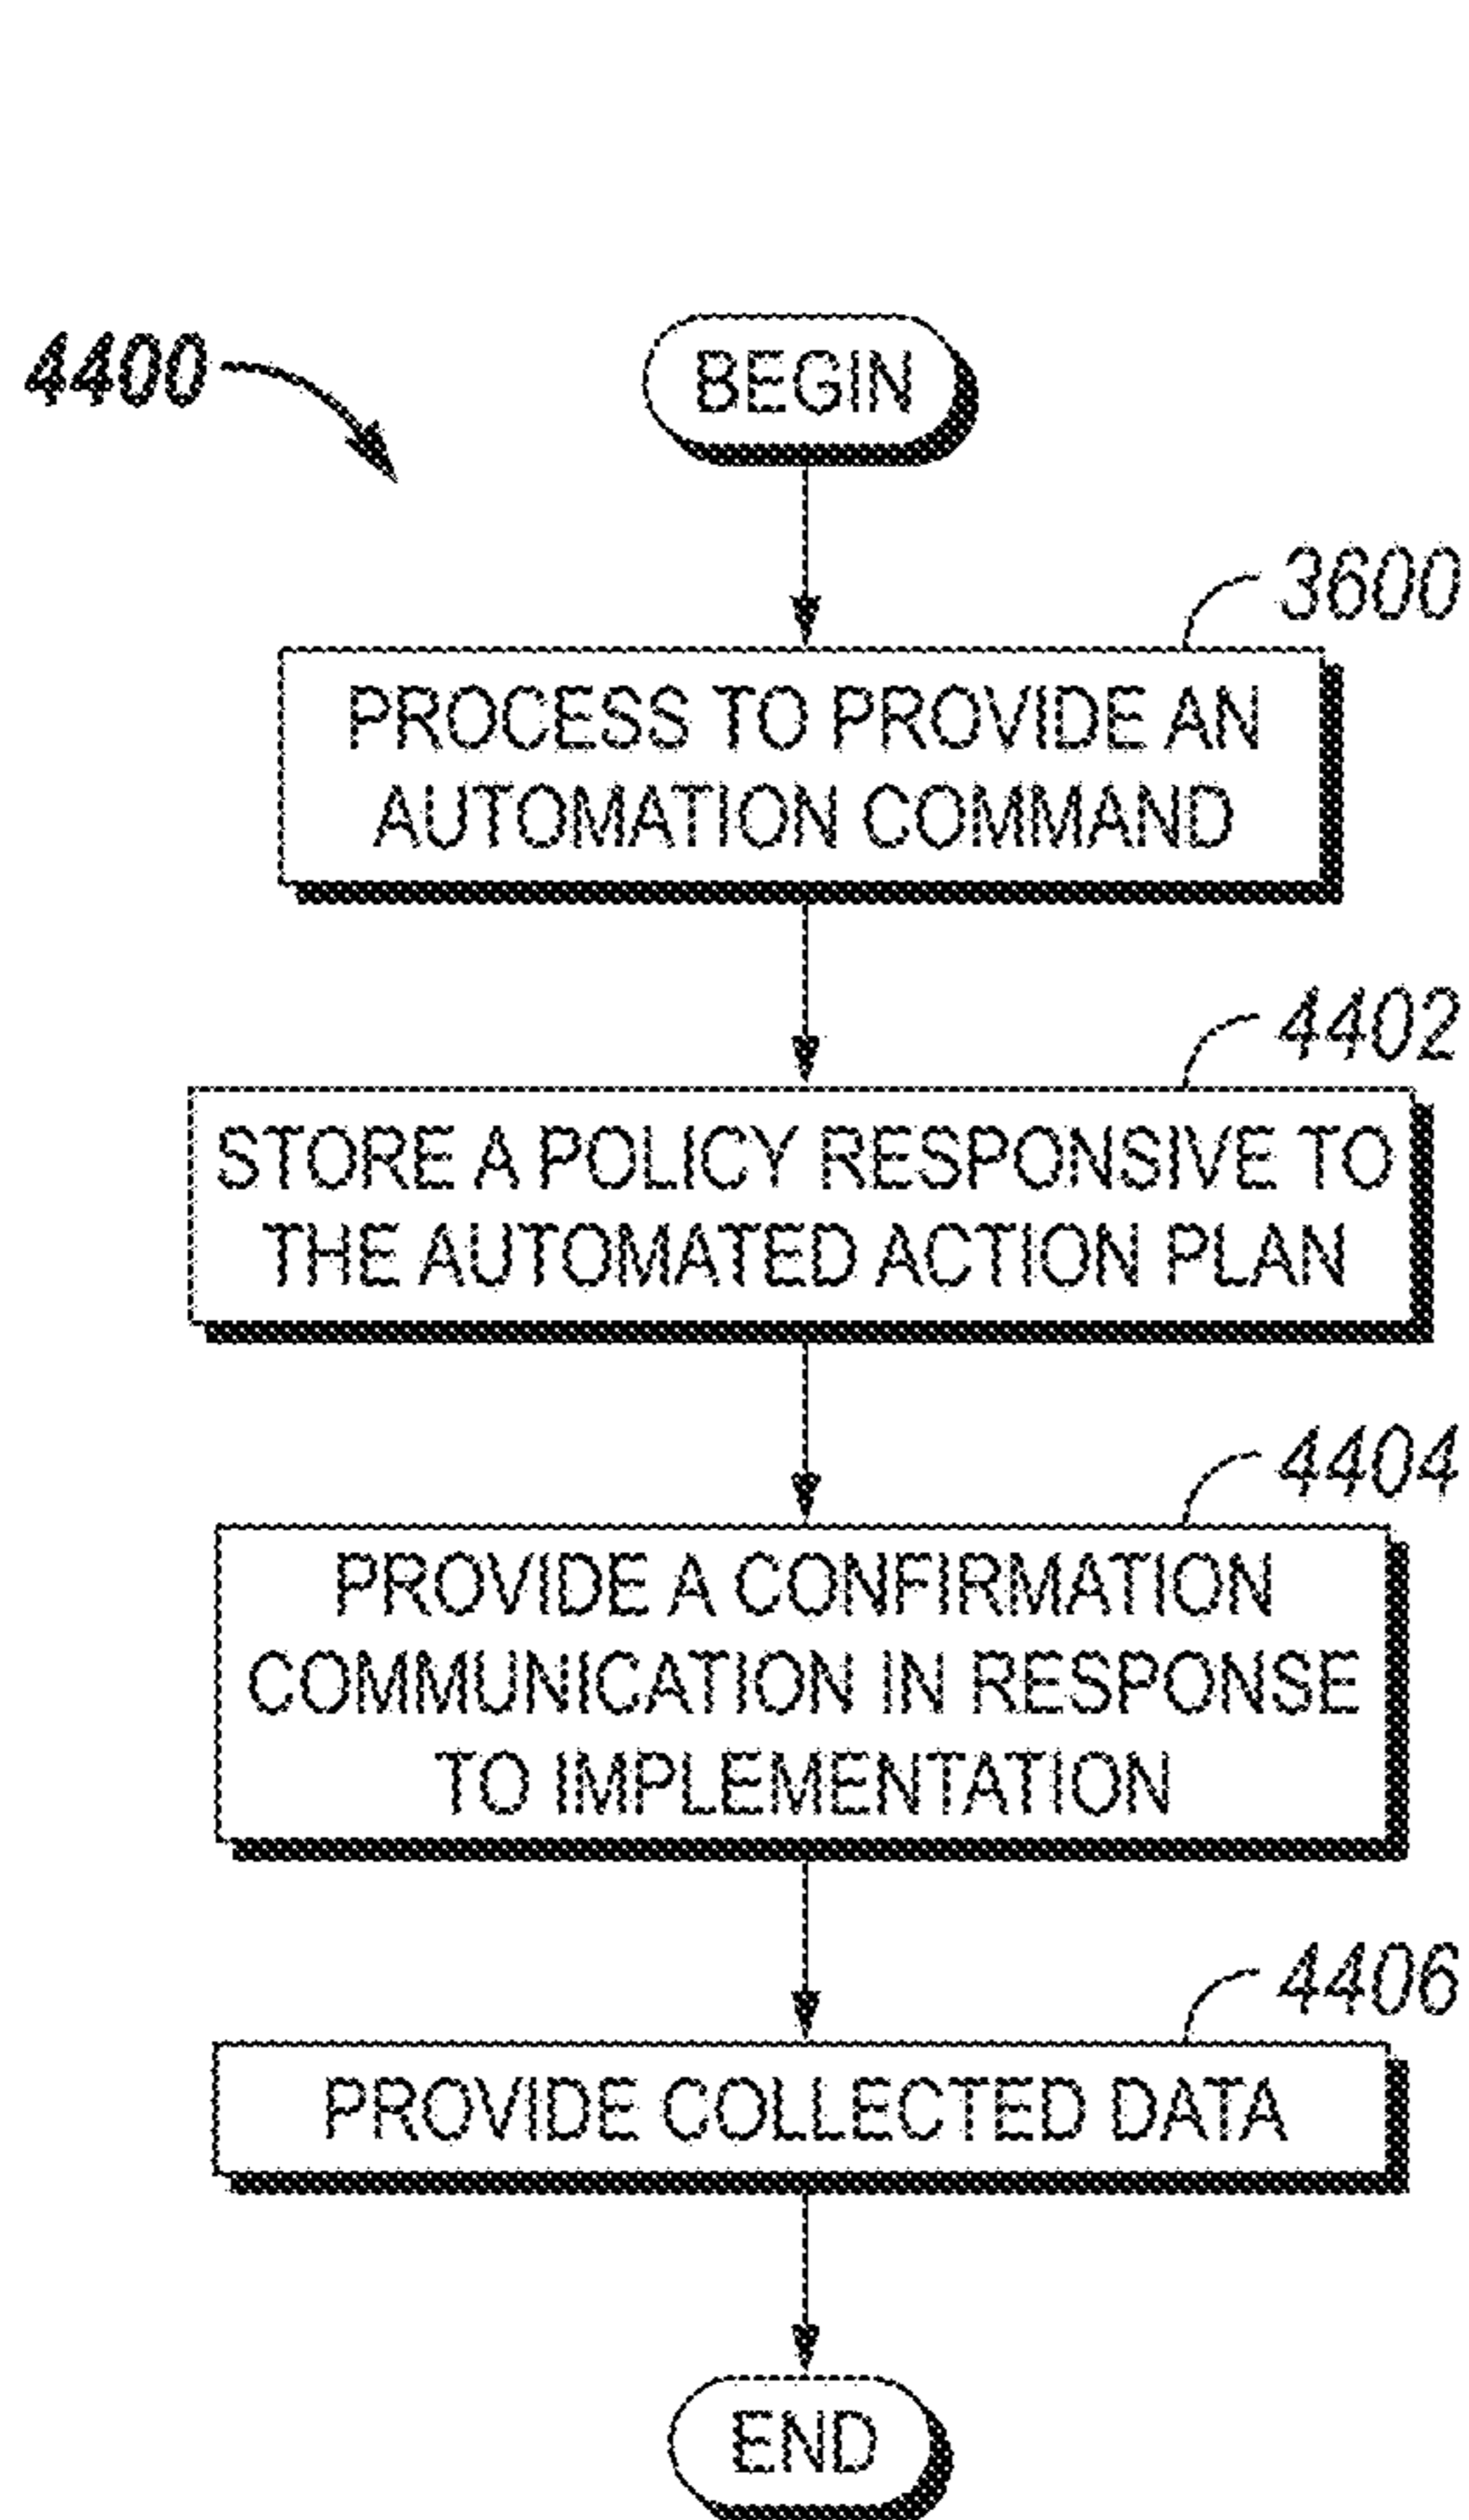 4400
BEGIN
3600
PROCESS TO PROVIDE AN
AUTOMATION COMMAND
4402
STORE A POLICY RESPONSIVE TO
THE AUTOMATED ACTION PLAN
4404
PROVIDE A CONFIRMATION
COMMUNICATION IN RESPONSE
TO IMPLEMENTATION
4406
PROVIDE COLLECTED DATA
END